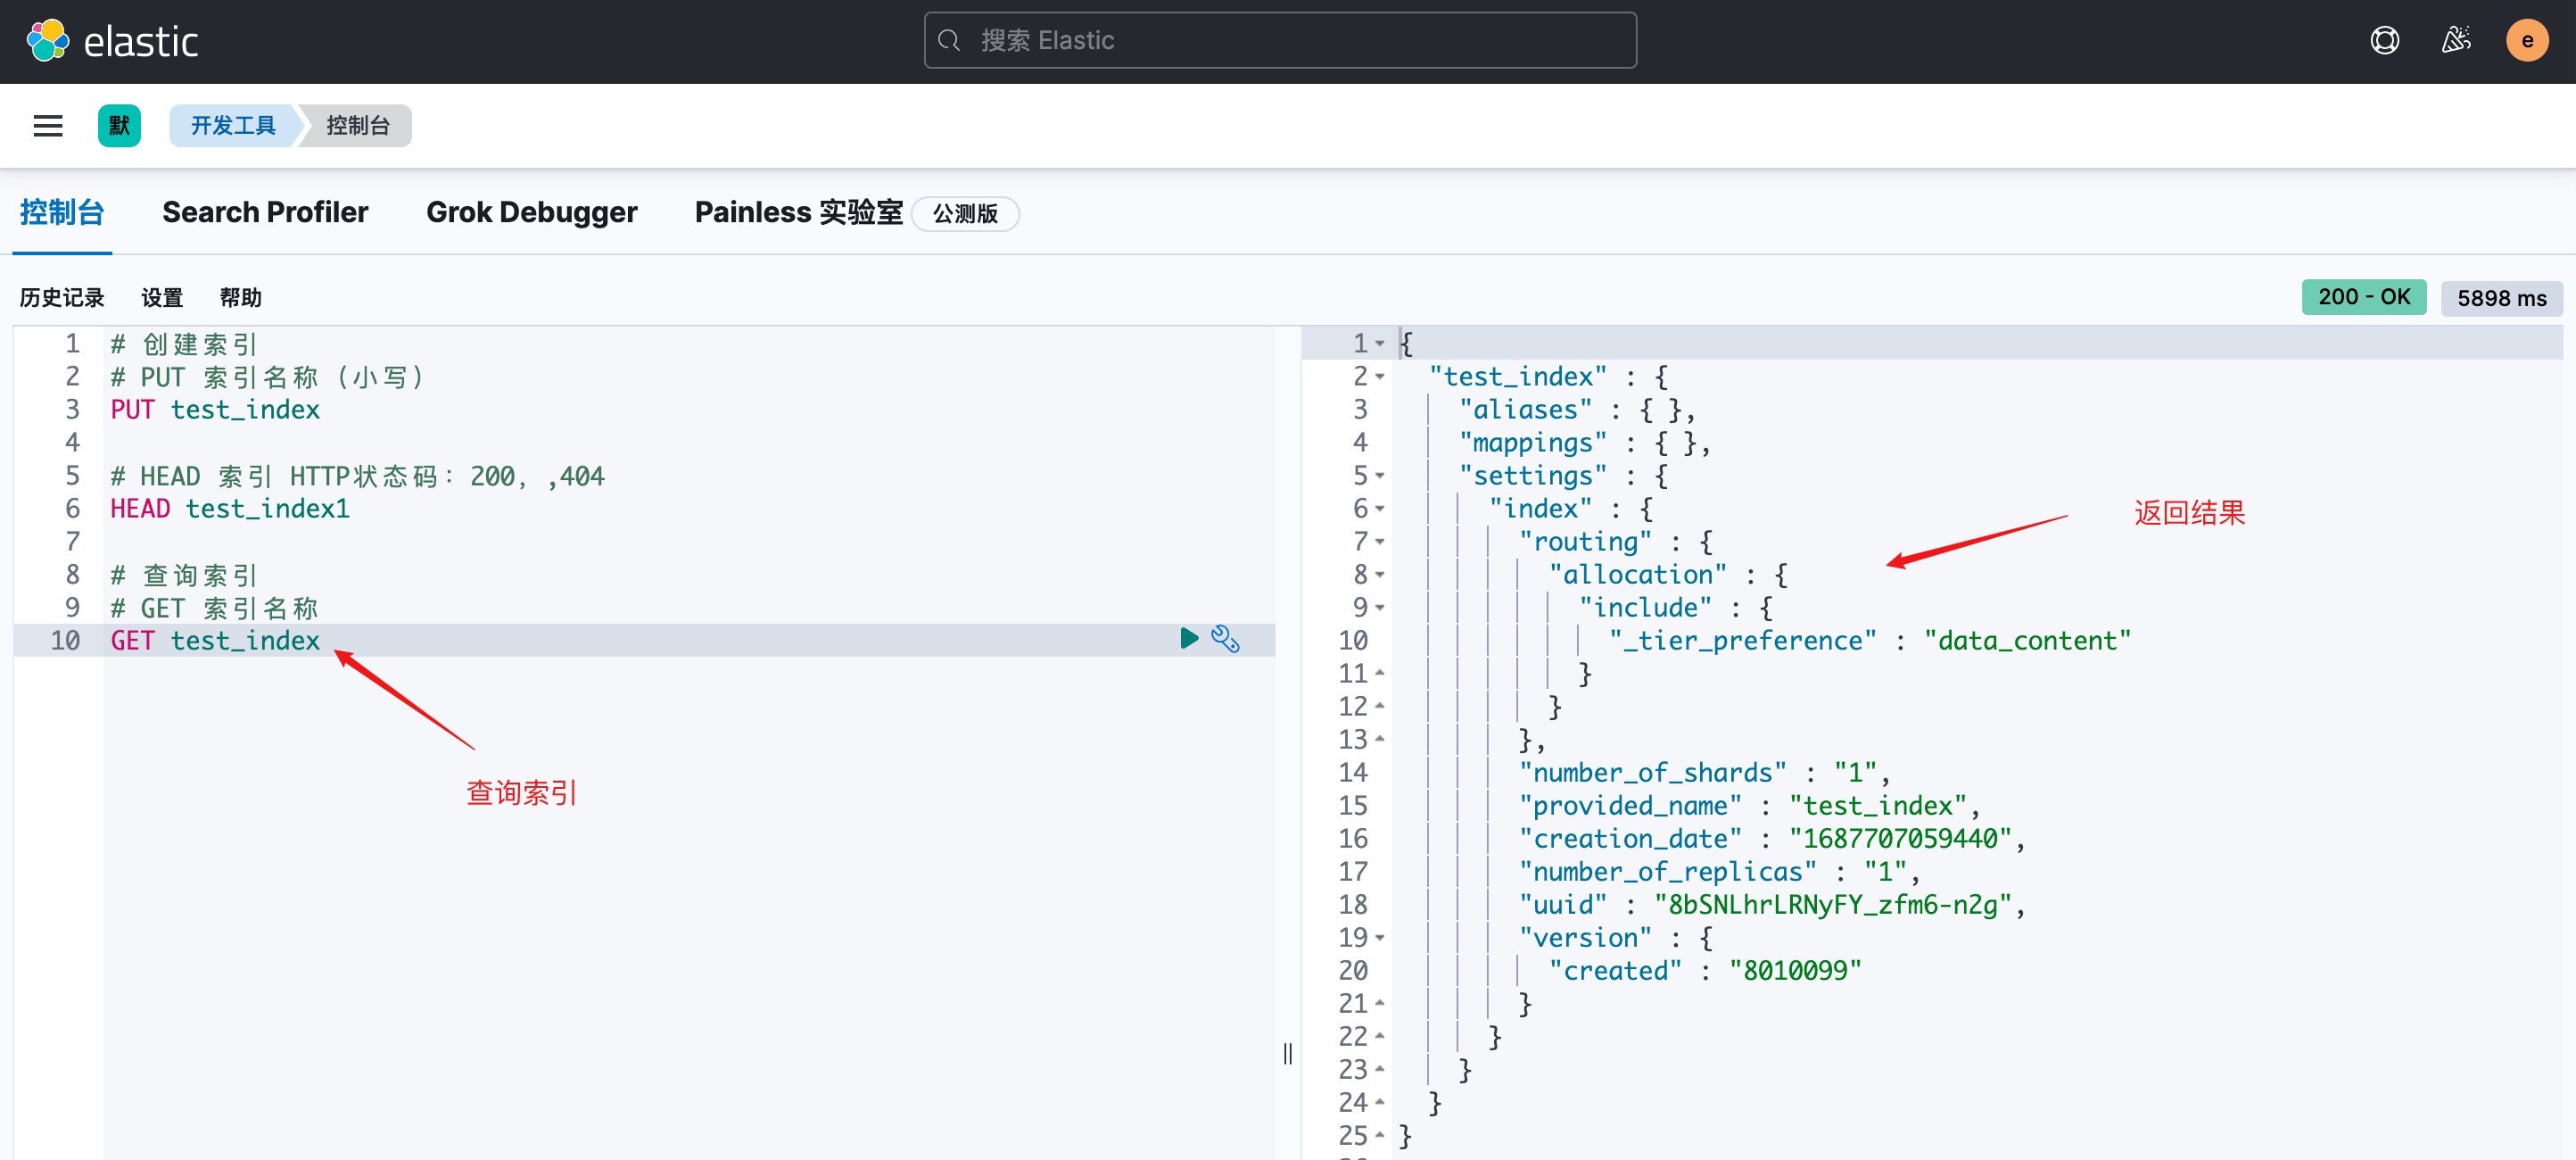 elastic
搜索 Elastic
e
默
开发工具
控制台
控制台
Search Profiler
Grok Debugger
Painless 实验室
公测版
历史记录
设置
帮助
200 - OK
5898 ms
1 # 创建索引
2 # PUT 索引名称（小写）
3 PUT test_index
4
5 # HEAD 索引 HTTP状态码：200，,404
6 HEAD test_index1
7
8 # 查询索引
9 # GET 索引名称
10 GET test_index
查询索引
1 {
2 "test_index" : {
3 "aliases" : { },
4 "mappings" : { },
5 "settings" : {
6 "index" : {
7 "routing" : {
8 "allocation" : {
9 "include" : {
10 "_tier_preference" : "data_content"
11 }
12 }
13 },
14 "number_of_shards" : "1",
15 "provided_name" : "test_index",
16 "creation_date" : "1687707059440",
17 "number_of_replicas" : "1",
18 "uuid" : "8bSNLhrLRNyFY_zfm6-n2g",
19 "version" : {
20 "created" : "8010099"
21 }
22 }
23 }
24 }
25 }
返回结果